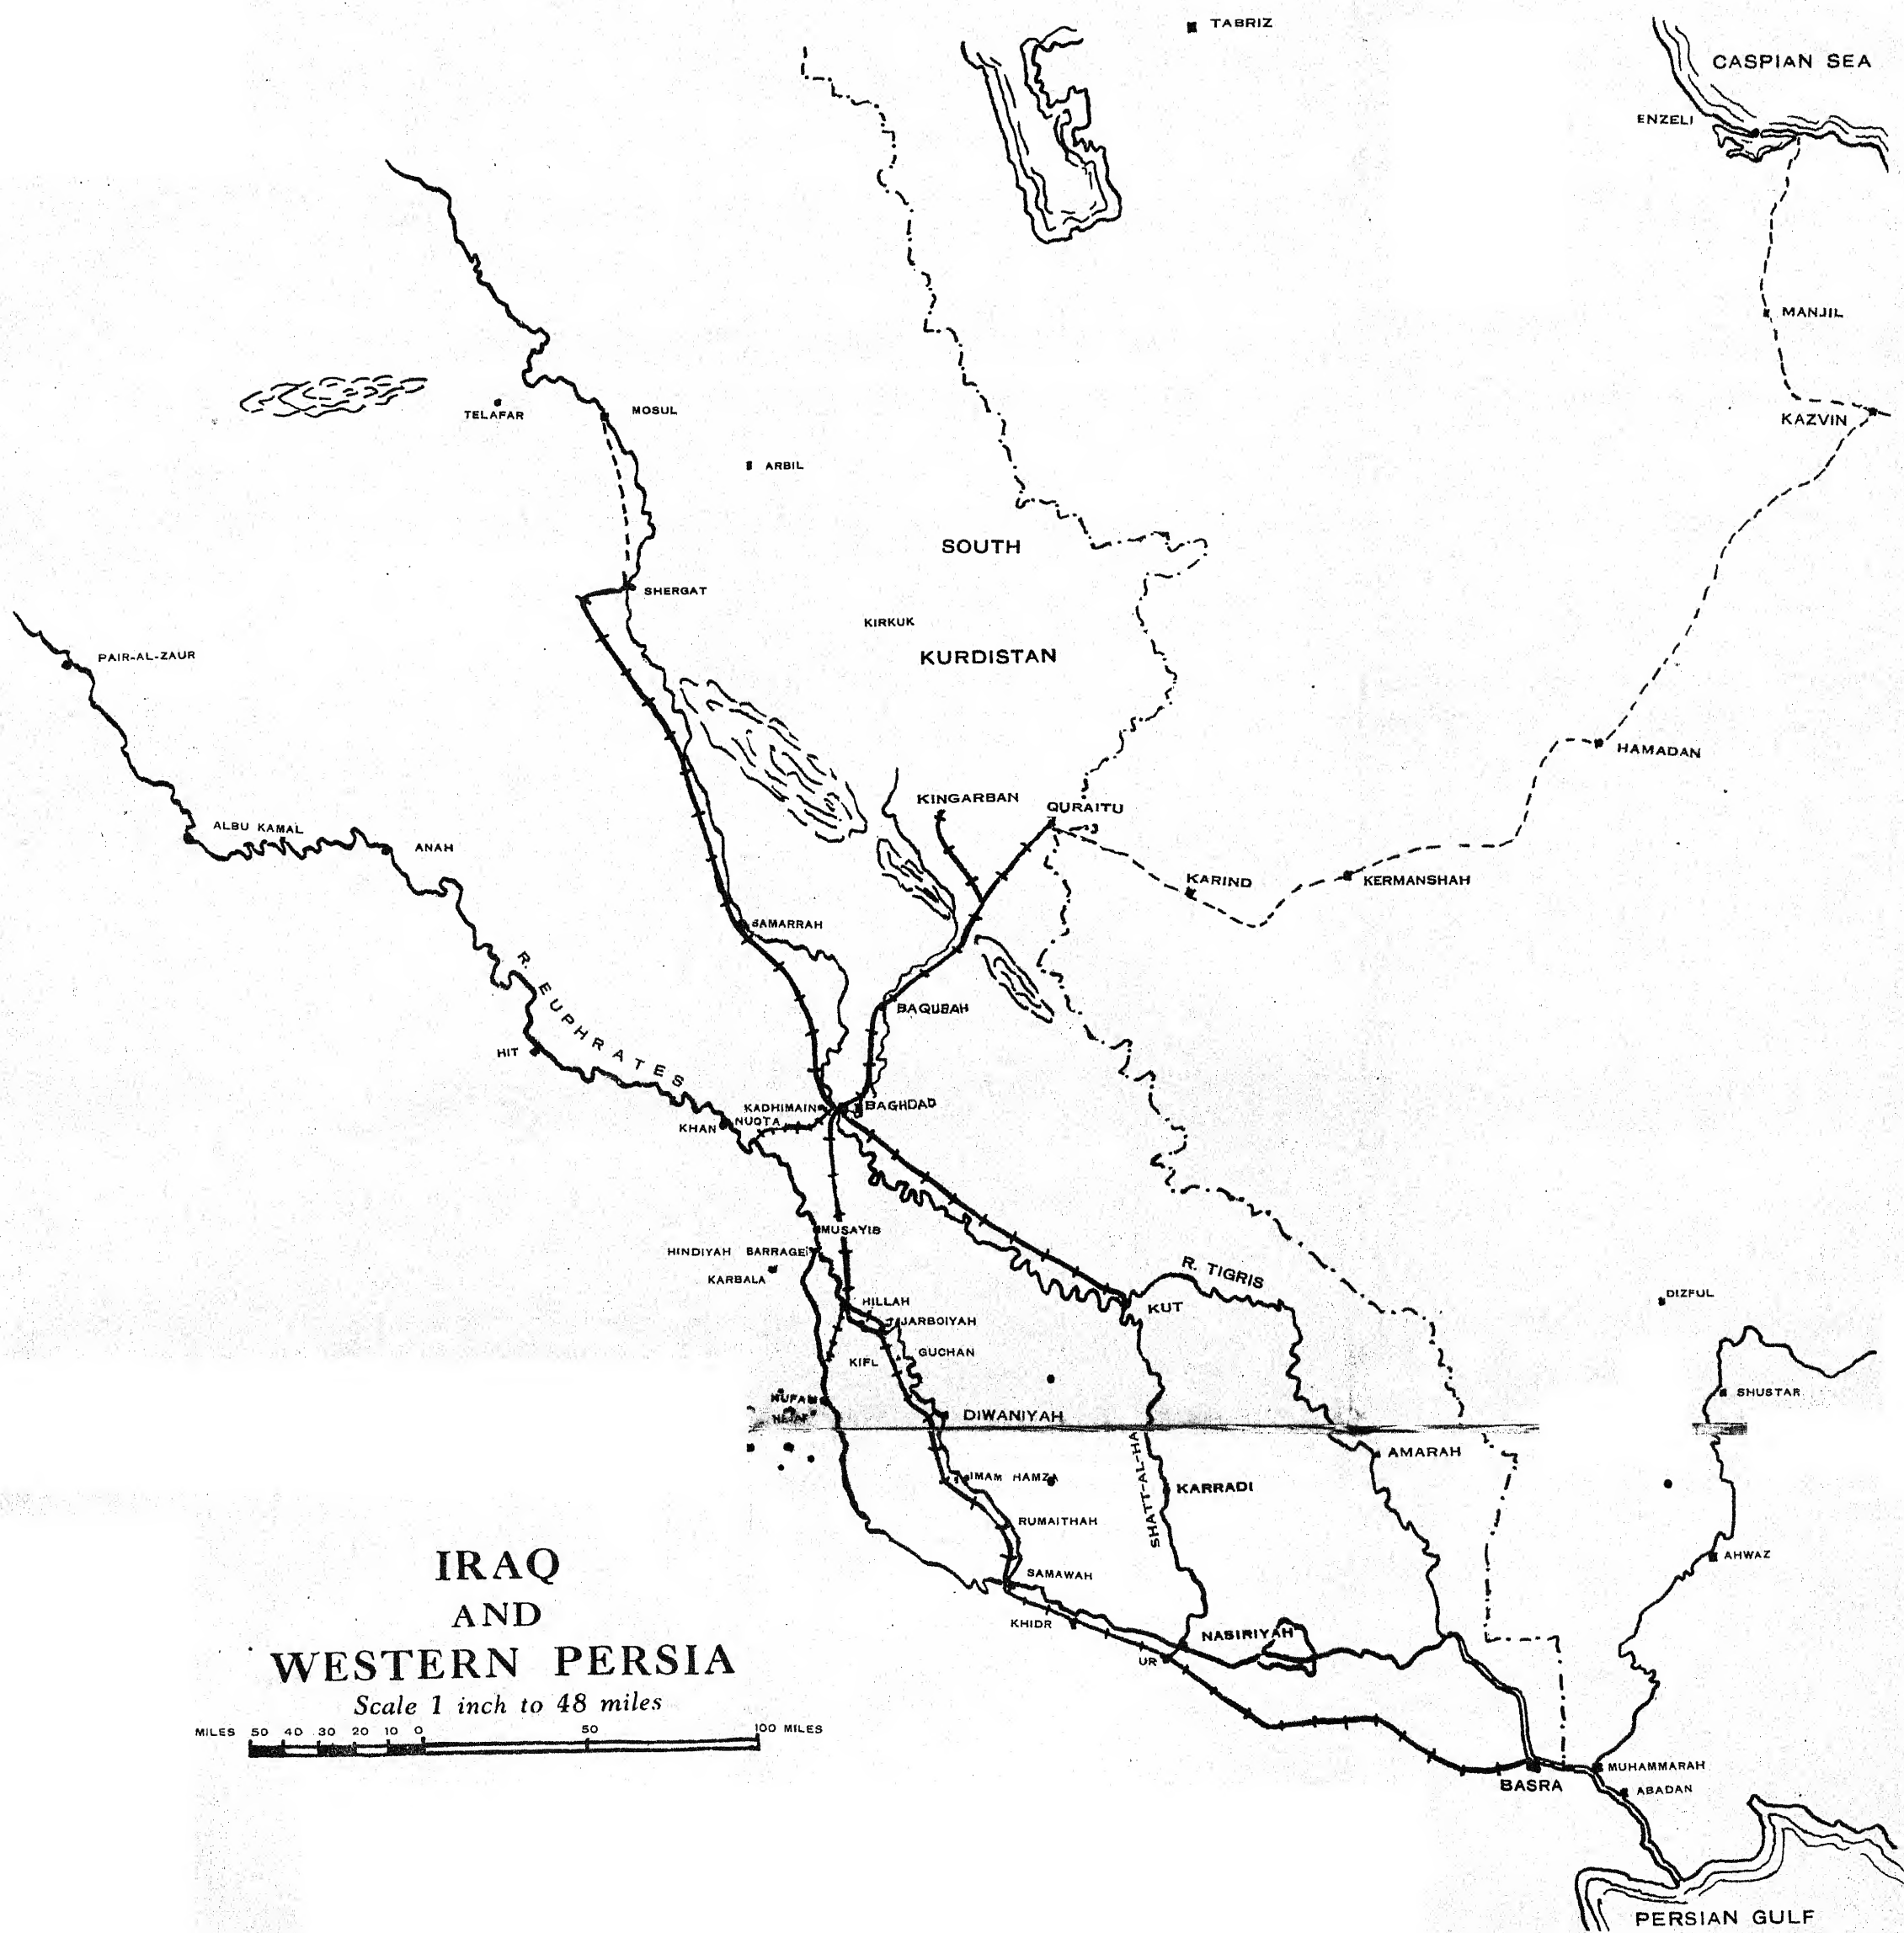 TABRIZ
CASPIAN SEA
ENZELI
MANJIL
TELAFAR
MOSUL
KAZVIN
ARBIL
SOUTH
SHERGAT
KIRKUK
KURDISTAN
PAIR-AL-ZAUR
HAMADAN
KINGARBAN
QURAITU
ALBU KAMAL
ANAH
KARIND
KERMANSHAH
SAMARRAH
R. EUPHRATES
BAQUBAH
HIT
KADHIMAIN
BAGHDAD
NUQTA
KHAN
MUSAYIB
HINDIYAH BARRAGE
KARBALA
R. TIGRIS
DIZFUL
HILLAH
KUT
JARBOIYAH
GUCHAN
KIFL
SHUSTAR
DIWANIYAH
AMARAH
IMAM HAMZA
SHATT-AL-HA
KARRADI
RUMAITHAH
AHWAZ
SAMAWAH
KHIDR
NASIRIYAH
UR
MUHAMMARAH
BASRA
ABADAN
PERSIAN GULF
IRAQ
AND
WESTERN PERSIA
Scale 1 inch to 48 miles
MILES 50 40 30 20 10 0 50 100 MILES